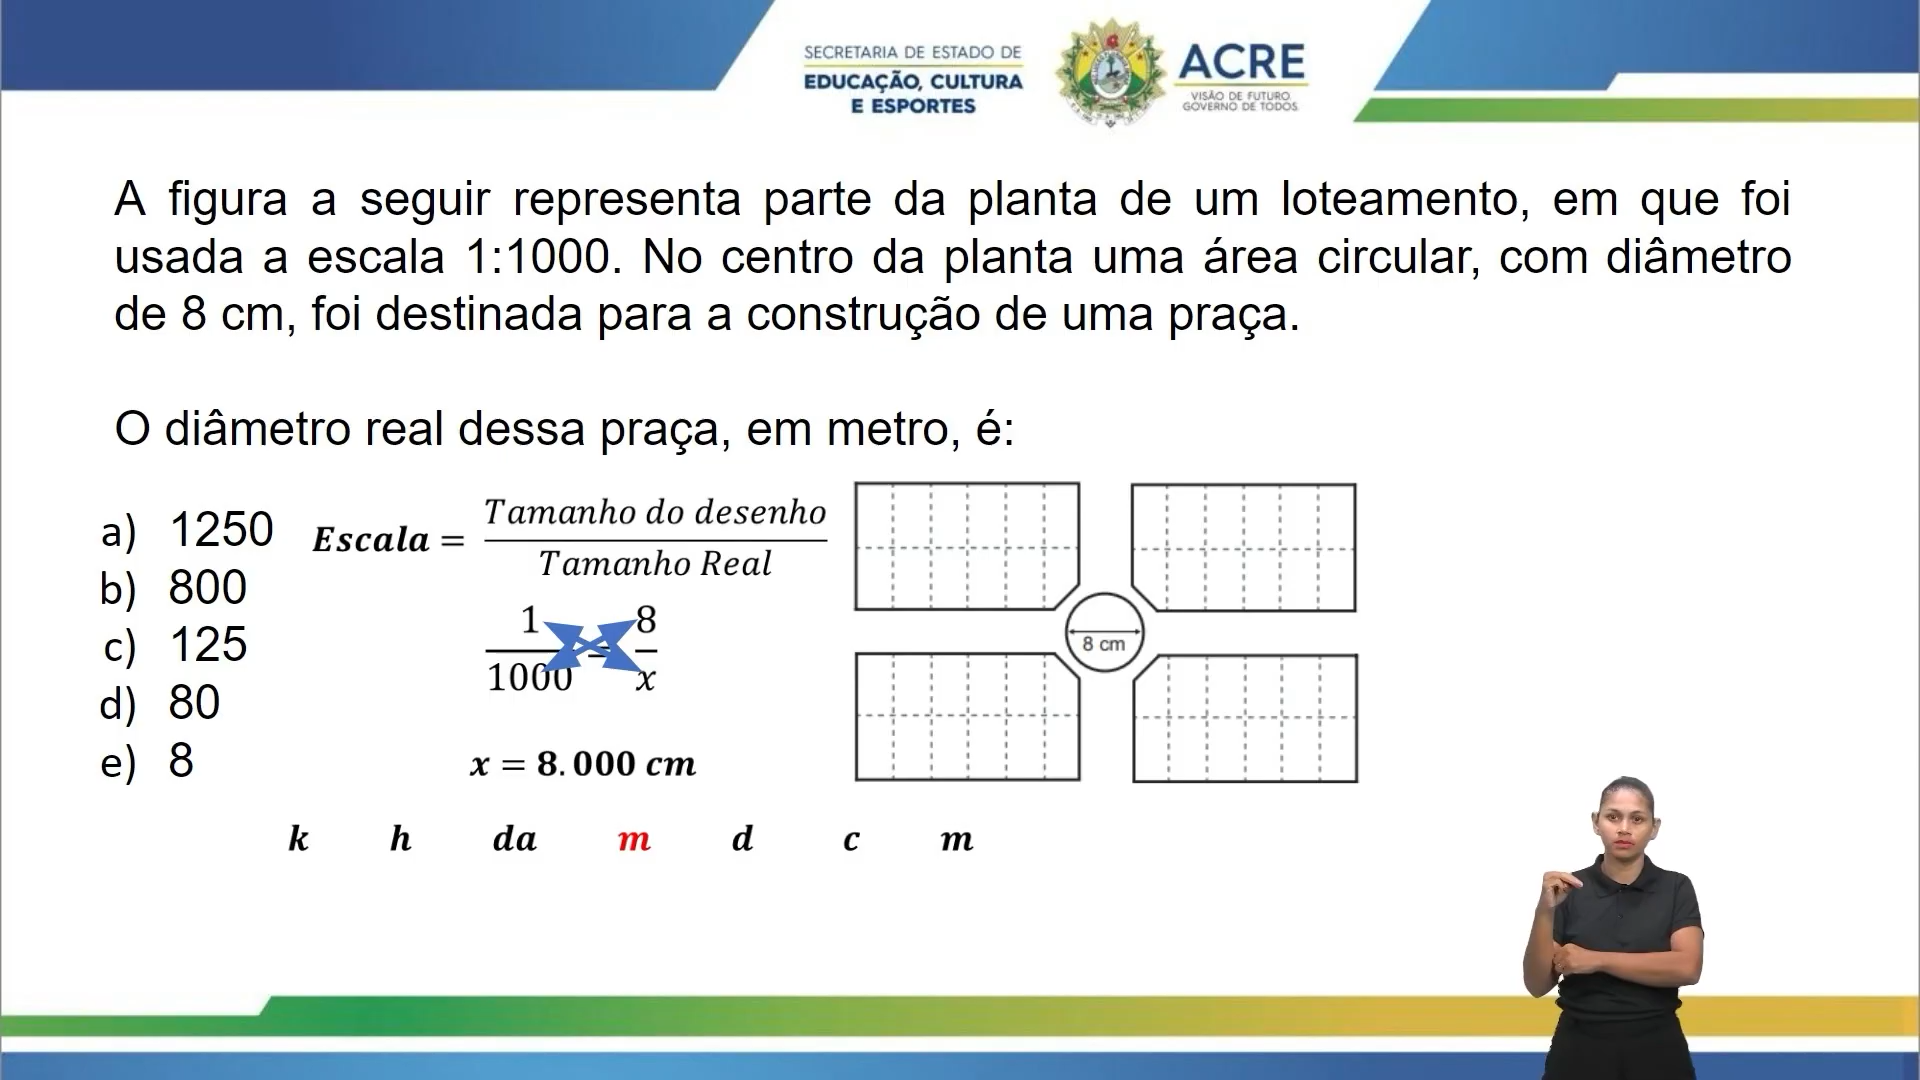 SECRETARIA DE ESTADO DE
EDUCAÇÃO, CULTURA
E ESPORTES
ACRE
VISÃO DE FUTURO.
GOVERNO DE TODOS.
A figura a seguir representa parte da planta de um loteamento, em que foi
usada a escala 1:1000. No centro da planta uma área circular, com diâmetro
de 8 cm, foi destinada para a construção de uma praça.
O diâmetro real dessa praça, em metro, é:
a) 1250
b) 800
c) 125
d) 80
e) 8
Escala = Tamanho do desenho
Tamanho Real
1 = 8
1000 x
x = 8.000 cm
8 cm
k h da m d c m